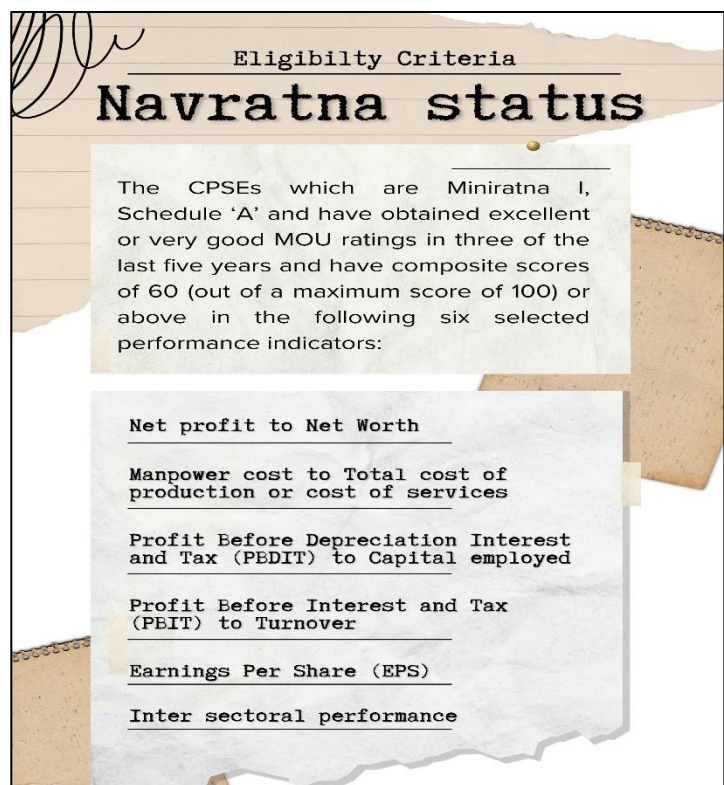 Eligibilty Criteria
Navratna status
The CPSEs which are Miniratna I,
Schedule ‘A’ and have obtained excellent
or very good MOU ratings in three of the
last five years and have composite scores
of 60 (out of a maximum score of 100) or
above in the following six selected
performance indicators:
Net profit to Net Worth
Manpower cost to Total cost of
production or cost of services
Profit Before Depreciation Interest
and Tax (PBDIT) to Capital employed
Profit Before Interest and Tax
(PBIT) to Turnover
Earnings Per Share (EPS)
Inter sectoral performance